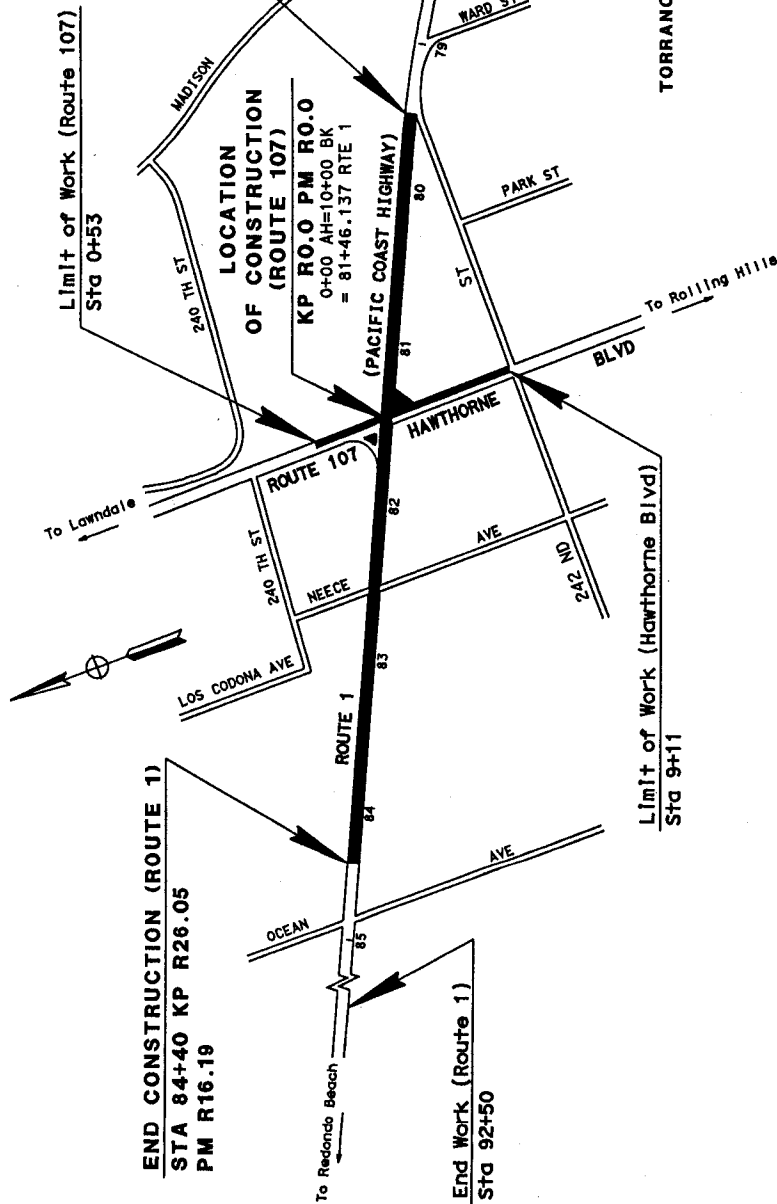 Limit of Work (Route 107)
Sta 0+53
MADISON
WARD ST
79
TORRANC
240 TH ST
LOCATION
OF CONSTRUCTION
(ROUTE 107)
KP R0.0 PM R0.0
0+00 AH=10+00 BK
= 81+46.137 RTE 1
(PACIFIC COAST HIGHWAY)
80
PARK ST
ST
81
To Rolling Hills
BLVD
HAWTHORNE
ROUTE 107
To Lawndale
82
240 TH ST
NEECE
AVE
242 ND
LOS CODONA AVE
83
ROUTE 1
84
Limit of Work (Hawthorne Blvd)
Sta 9+11
END CONSTRUCTION (ROUTE 1)
STA 84+40 KP R26.05
PM R16.19
OCEAN
AVE
85
To Redondo Beach
End Work (Route 1)
Sta 92+50